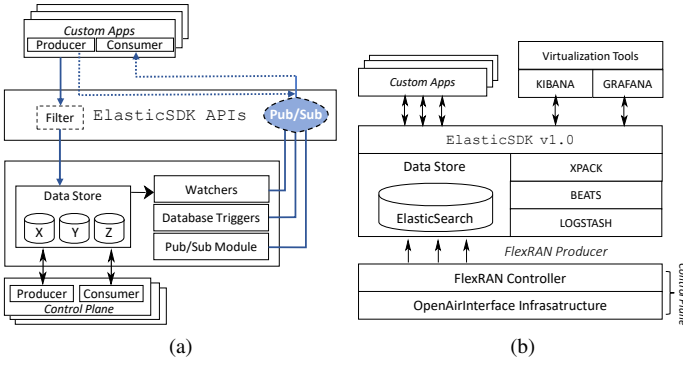 Custom Apps
Producer Consumer
Filter ElasticSDK APIs Pub/Sub
Data Store
X Y Z
Watchers
Database Triggers
Pub/Sub Module
Producer Consumer
Control Plane
(a)
Custom Apps
Virtualization Tools
KIBANA GRAFANA
ElasticSDK v1.0
Data Store
ElasticSearch
XPACK
BEATS
LOGSTASH
FlexRAN Producer
FlexRAN Controller
OpenAirInterface Infrasatructure
(b)